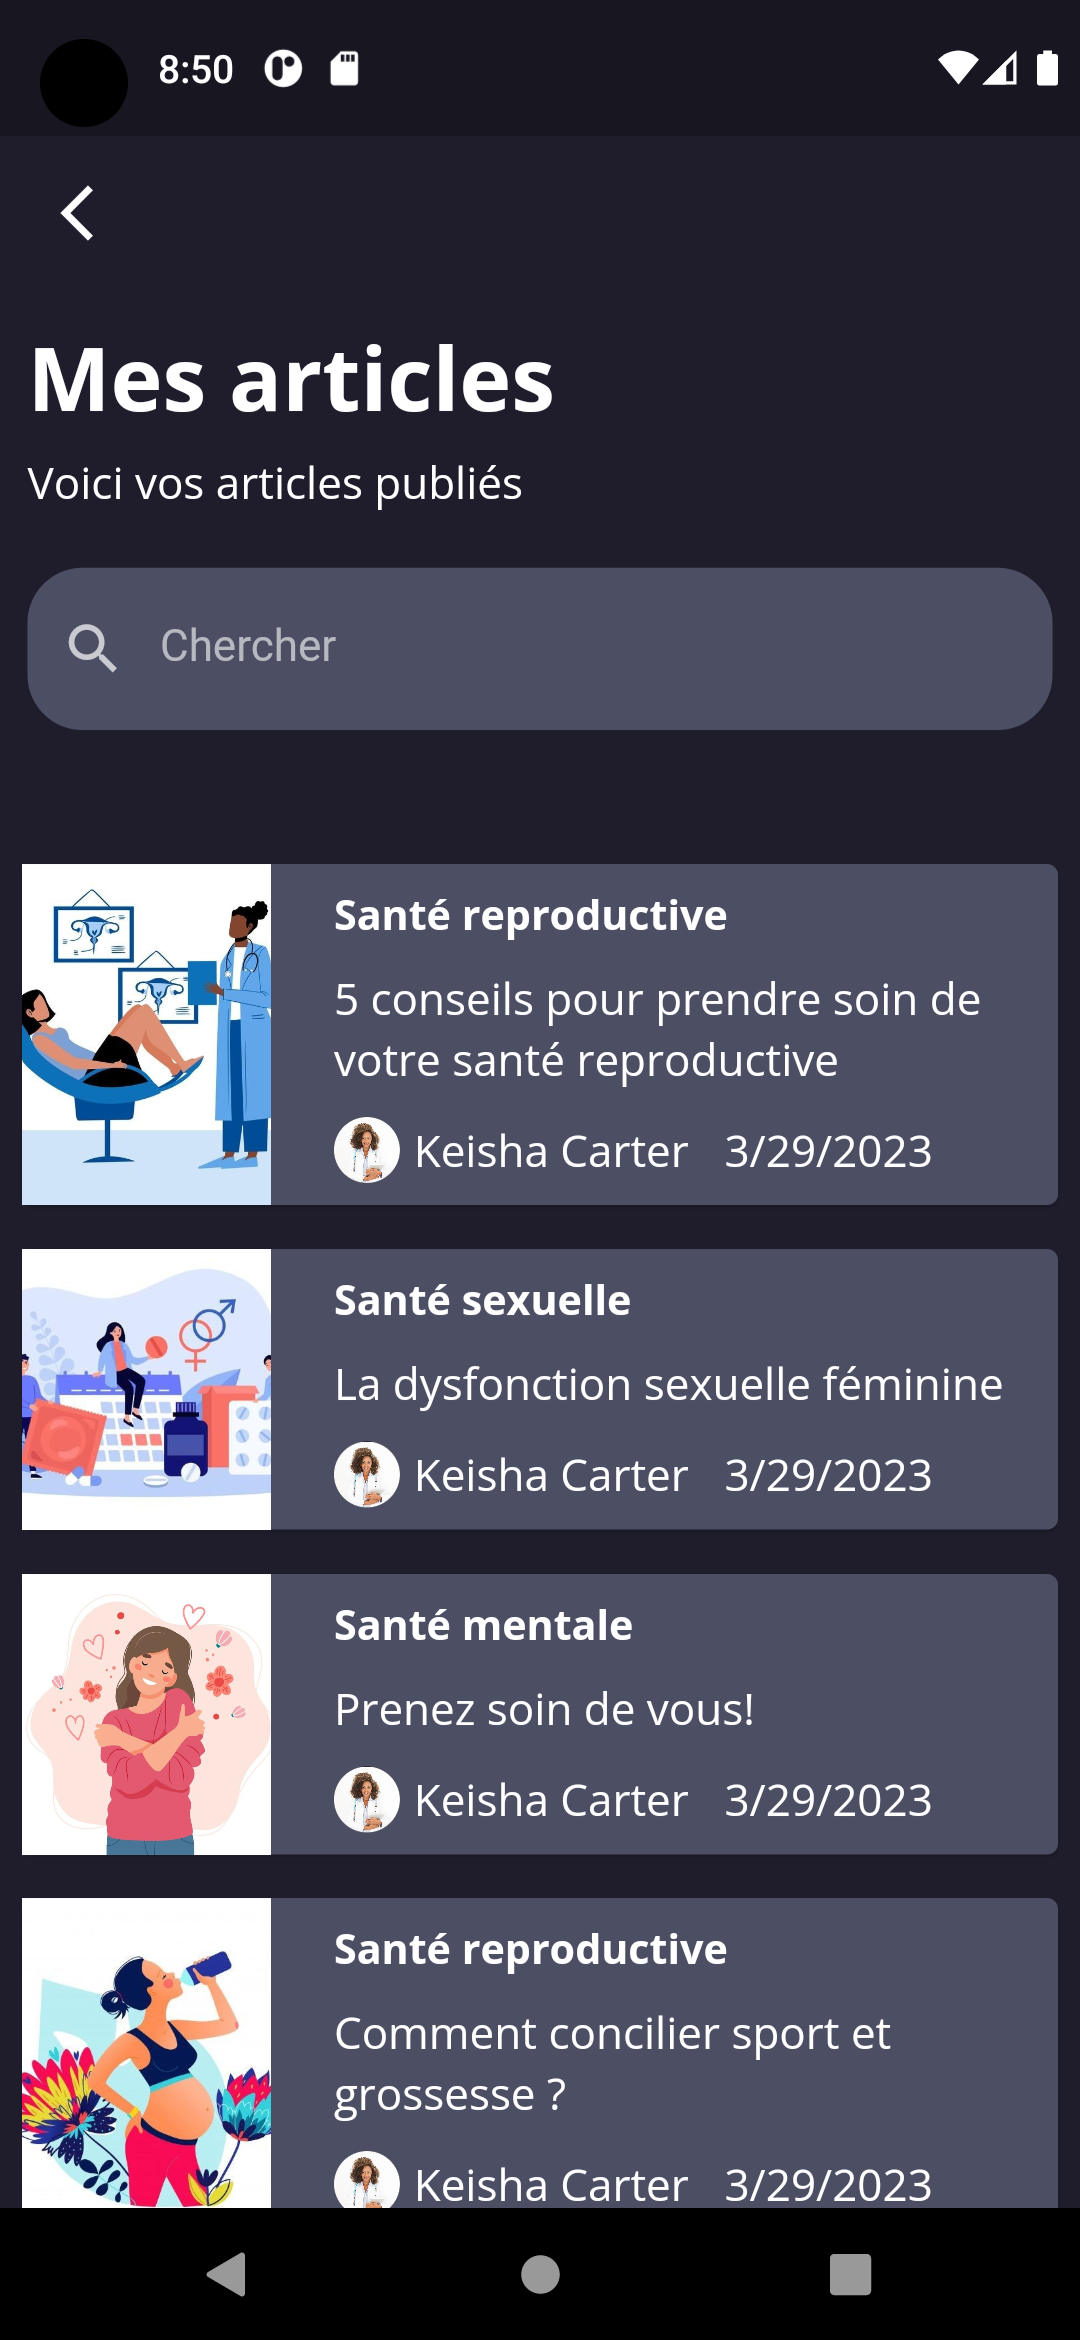 8:50
Mes articles
Voici vos articles publiés
Chercher
Santé reproductive
5 conseils pour prendre soin de
votre santé reproductive
Keisha Carter 3/29/2023
Santé sexuelle
La dysfonction sexuelle féminine
Keisha Carter 3/29/2023
Santé mentale
Prenez soin de vous!
Keisha Carter 3/29/2023
Santé reproductive
Comment concilier sport et
grossesse ?
Keisha Carter 3/29/2023